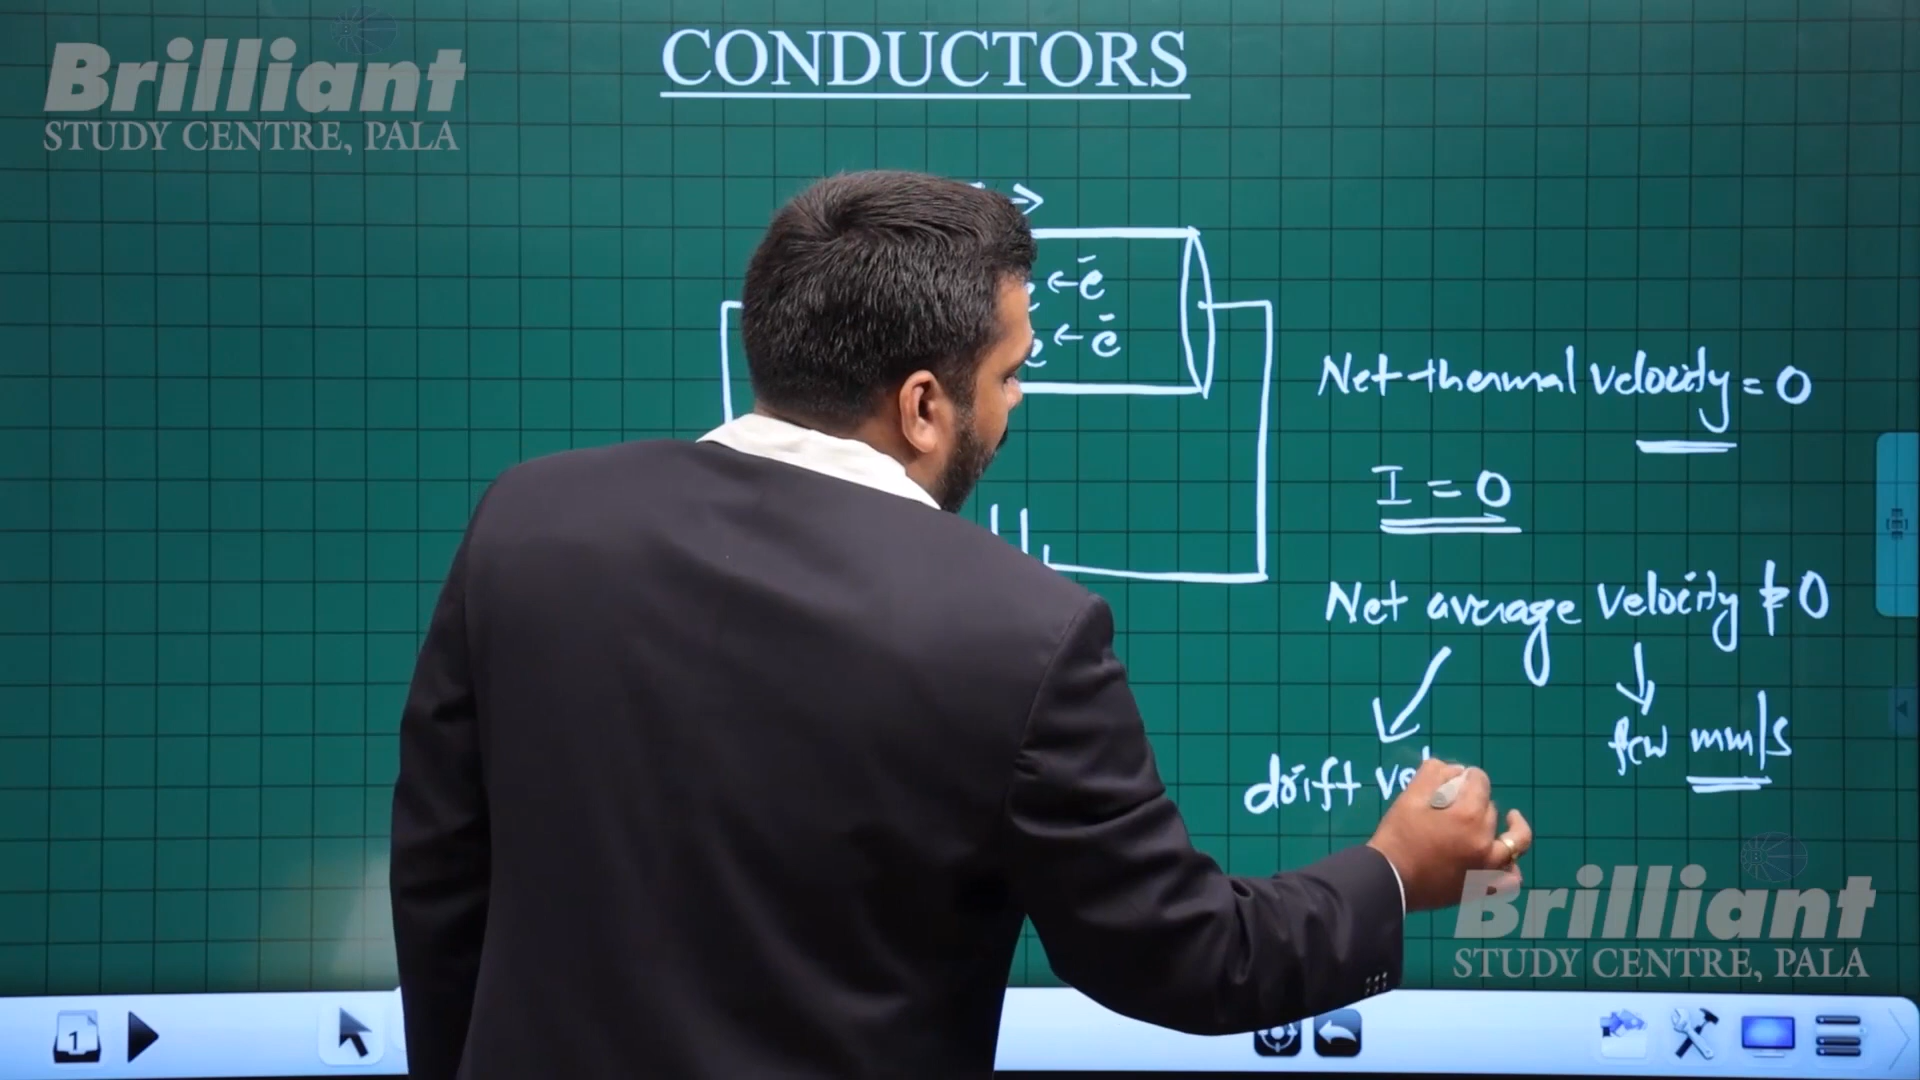 Brilliant
STUDY CENTRE, PALA
CONDUCTORS
← ē
← ē
Net thermal velocity = 0
I = 0
Net average velocity ≠ 0
few mm/s
drift vel
Brilliant
STUDY CENTRE, PALA
1